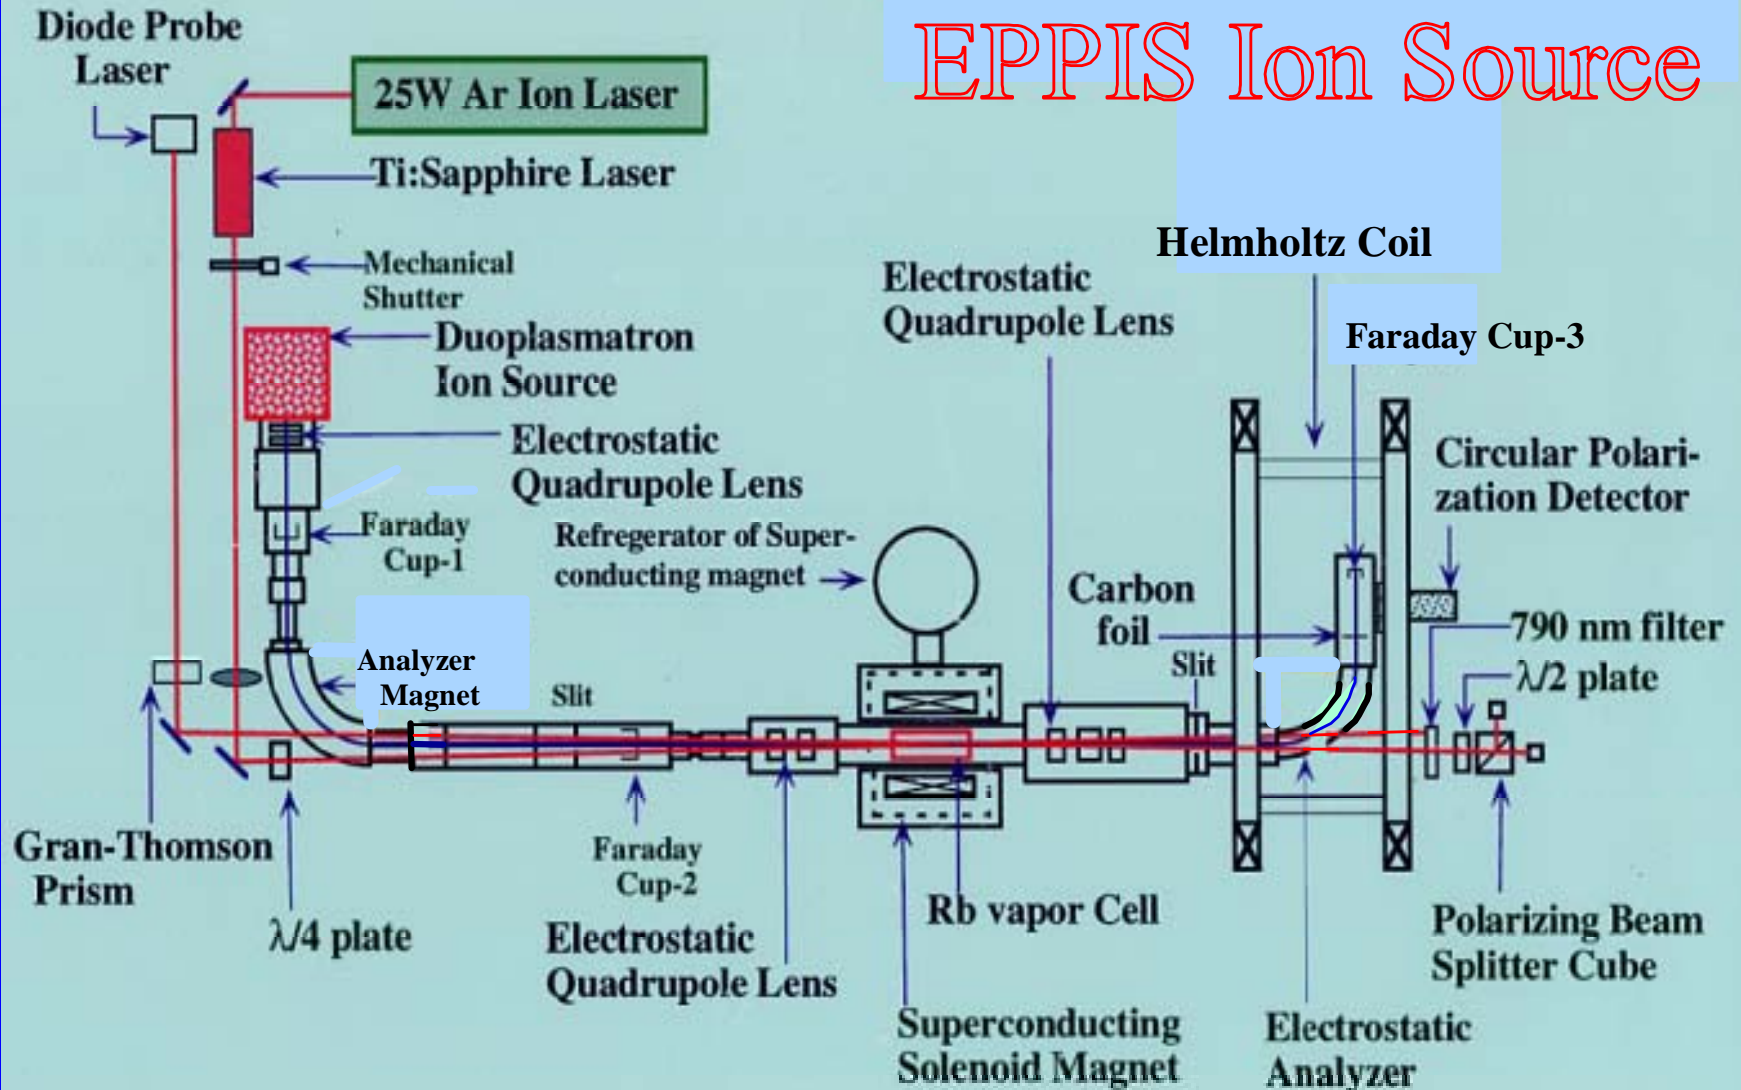 EPPIS Ion Source
Diode Probe
Laser
25W Ar Ion Laser
Ti:Sapphire Laser
Mechanical
Shutter
Duoplasmatron
Ion Source
Electrostatic
Quadrupole Lens
Faraday
Cup-1
Analyzer
Magnet
Slit
Refregerator of Super-
conducting magnet
Electrostatic
Quadrupole Lens
Helmholtz Coil
Faraday Cup-3
Circular Polari-
zation Detector
Carbon
foil
Slit
790 nm filter
λ/2 plate
Gran-Thomson
Prism
λ/4 plate
Faraday
Cup-2
Electrostatic
Quadrupole Lens
Rb vapor Cell
Superconducting
Solenoid Magnet
Electrostatic
Analyzer
Polarizing Beam
Splitter Cube